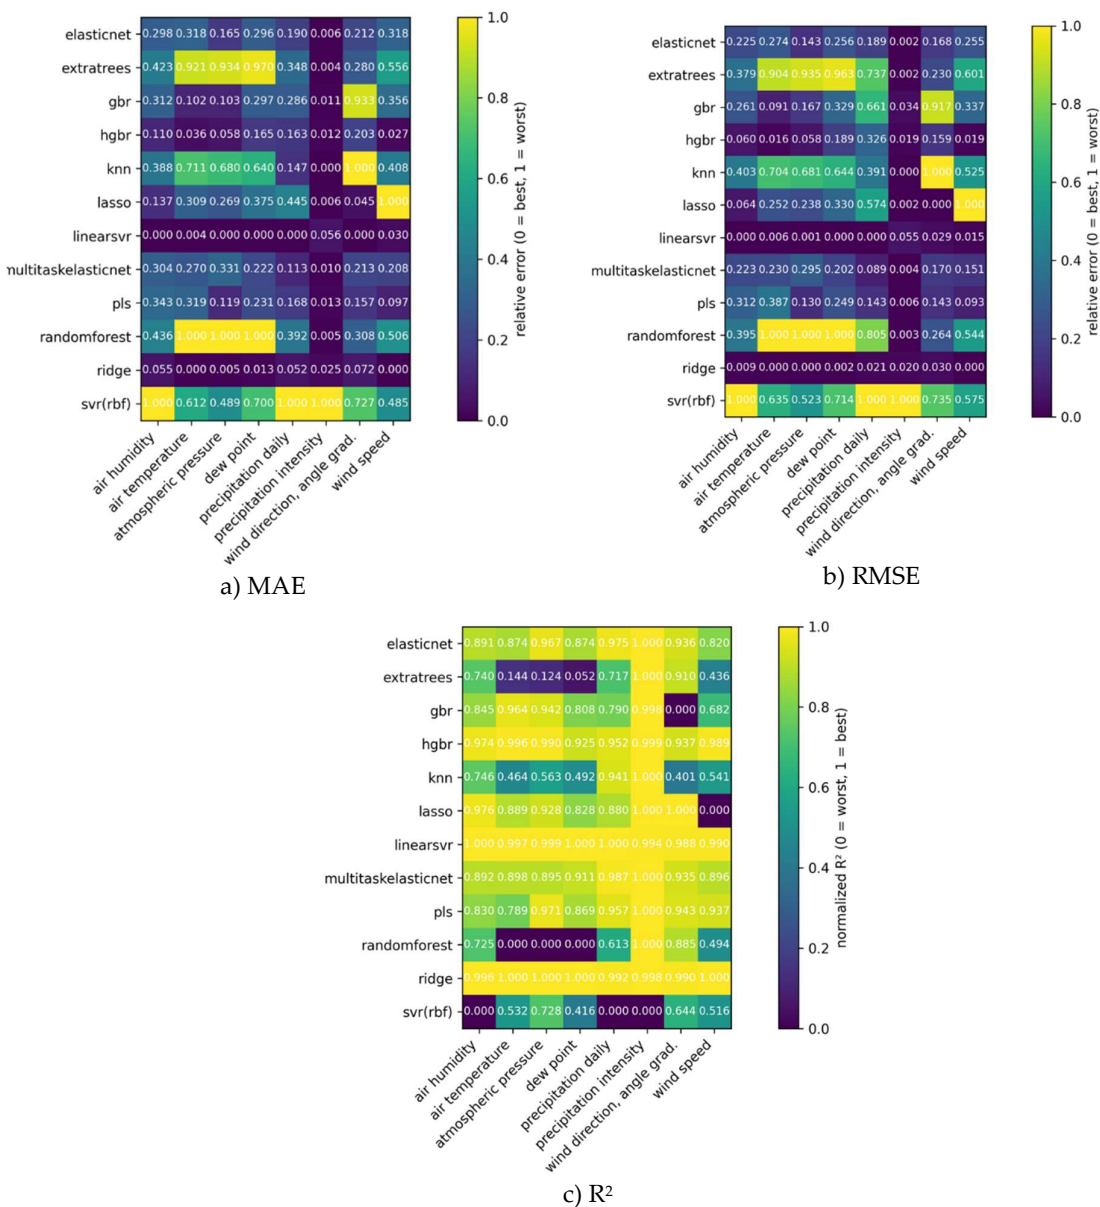 elasticnet 0.298 0.318 0.165 0.296 0.190 0.006 0.212 0.318
extratrees 0.423 0.921 0.934 0.970 0.348 0.004 0.280 0.556
gbr 0.312 0.102 0.103 0.297 0.286 0.011 0.933 0.356
hgbr 0.110 0.036 0.058 0.165 0.163 0.012 0.203 0.027
knn 0.388 0.711 0.680 0.640 0.147 0.000 1.000 0.408
lasso 0.137 0.309 0.269 0.375 0.445 0.006 0.045 1.000
linearsvr 0.000 0.004 0.000 0.000 0.000 0.056 0.000 0.030
multitaskelasticnet 0.304 0.270 0.331 0.222 0.113 0.010 0.213 0.208
pls 0.343 0.319 0.119 0.231 0.168 0.013 0.157 0.097
randomforest 0.436 1.000 1.000 1.000 0.392 0.005 0.308 0.506
ridge 0.055 0.000 0.005 0.013 0.052 0.025 0.072 0.000
svr(rbf) 1.000 0.612 0.489 0.700 1.000 1.000 0.727 0.485
air humidity
air temperature
atmospheric pressure
dew point
precipitation daily
precipitation intensity
wind direction, angle grad.
wind speed
1.0
0.8
0.6
0.4
0.2
0.0
relative error (0 = best, 1 = worst)
a) MAE
elasticnet 0.225 0.274 0.143 0.256 0.189 0.002 0.168 0.255
extratrees 0.379 0.904 0.935 0.963 0.737 0.002 0.230 0.601
gbr 0.261 0.091 0.167 0.329 0.661 0.034 0.917 0.337
hgbr 0.060 0.016 0.058 0.189 0.326 0.019 0.159 0.019
knn 0.403 0.704 0.681 0.644 0.391 0.000 1.000 0.525
lasso 0.064 0.252 0.238 0.330 0.574 0.002 0.000 1.000
linearsvr 0.000 0.006 0.001 0.000 0.000 0.055 0.029 0.015
multitaskelasticnet 0.223 0.230 0.295 0.202 0.089 0.004 0.170 0.151
pls 0.312 0.387 0.130 0.249 0.143 0.006 0.143 0.093
randomforest 0.395 1.000 1.000 1.000 0.805 0.003 0.264 0.544
ridge 0.009 0.000 0.000 0.002 0.021 0.020 0.030 0.000
svr(rbf) 1.000 0.635 0.523 0.714 1.000 1.000 0.735 0.575
air humidity
air temperature
atmospheric pressure
dew point
precipitation daily
precipitation intensity
wind direction, angle grad.
wind speed
1.0
0.8
0.6
0.4
0.2
0.0
relative error (0 = best, 1 = worst)
b) RMSE
elasticnet 0.891 0.874 0.967 0.874 0.975 1.000 0.936 0.820
extratrees 0.740 0.144 0.124 0.052 0.717 1.000 0.910 0.436
gbr 0.845 0.964 0.942 0.808 0.790 0.998 0.000 0.682
hgbr 0.974 0.996 0.990 0.925 0.952 0.999 0.937 0.989
knn 0.746 0.464 0.563 0.492 0.941 1.000 0.401 0.541
lasso 0.976 0.889 0.928 0.828 0.880 1.000 1.000 0.000
linearsvr 1.000 0.997 0.999 1.000 1.000 0.994 0.988 0.990
multitaskelasticnet 0.892 0.898 0.895 0.911 0.987 1.000 0.935 0.896
pls 0.830 0.789 0.971 0.869 0.957 1.000 0.943 0.937
randomforest 0.725 0.000 0.000 0.000 0.613 1.000 0.885 0.494
ridge 0.996 1.000 1.000 1.000 0.992 0.998 0.990 1.000
svr(rbf) 0.000 0.532 0.728 0.416 0.000 0.000 0.644 0.516
air humidity
air temperature
atmospheric pressure
dew point
precipitation daily
precipitation intensity
wind direction, angle grad.
wind speed
1.0
0.8
0.6
0.4
0.2
0.0
normalized R² (0 = worst, 1 = best)
c) R²